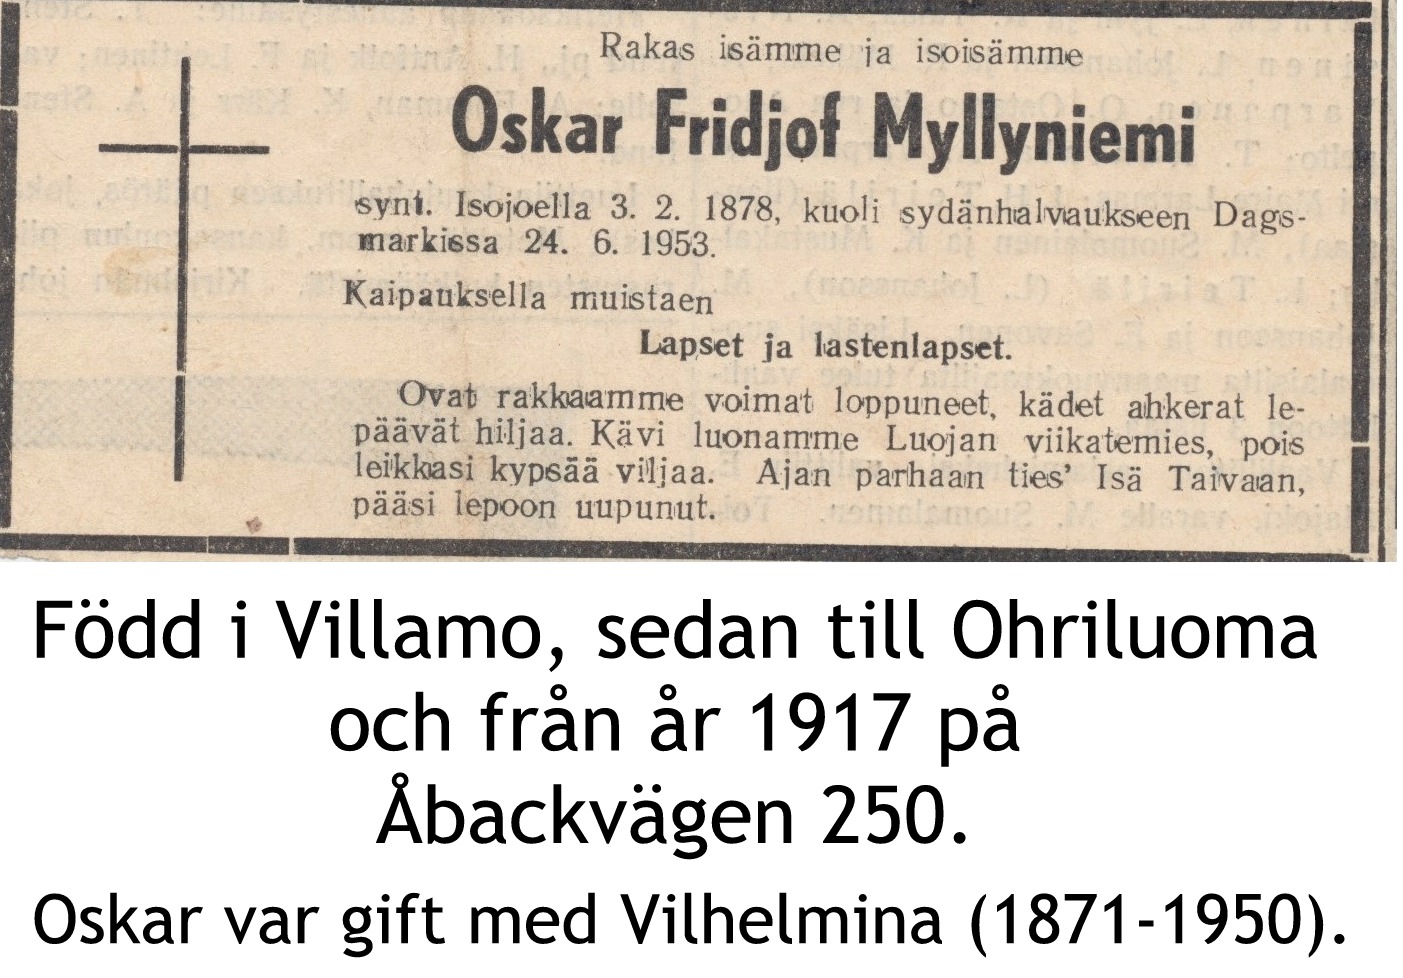 Rakas isämme ja isoisämme
Oskar Fridjof Myllyniemi
synt. Isojoella 3. 2. 1878, kuoli sydänhalvaukseen Dags-
markissa 24. 6. 1953.
Kaipauksella muistaen
Lapset ja lastenlapset.
Ovat rakkaamme voimat loppuneet, kädet ahkerat le-
päävät hiljaa. Kävi luonamme Luojan viikatemies, pois
leikkasi kypsää viljaa. Ajan parhaan ties' Isä Taivaan,
pääsi lepoon uupunut.
Född i Villamo, sedan till Ohriluoma
och från år 1917 på
Åbackvägen 250.
Oskar var gift med Vilhelmina (1871-1950).